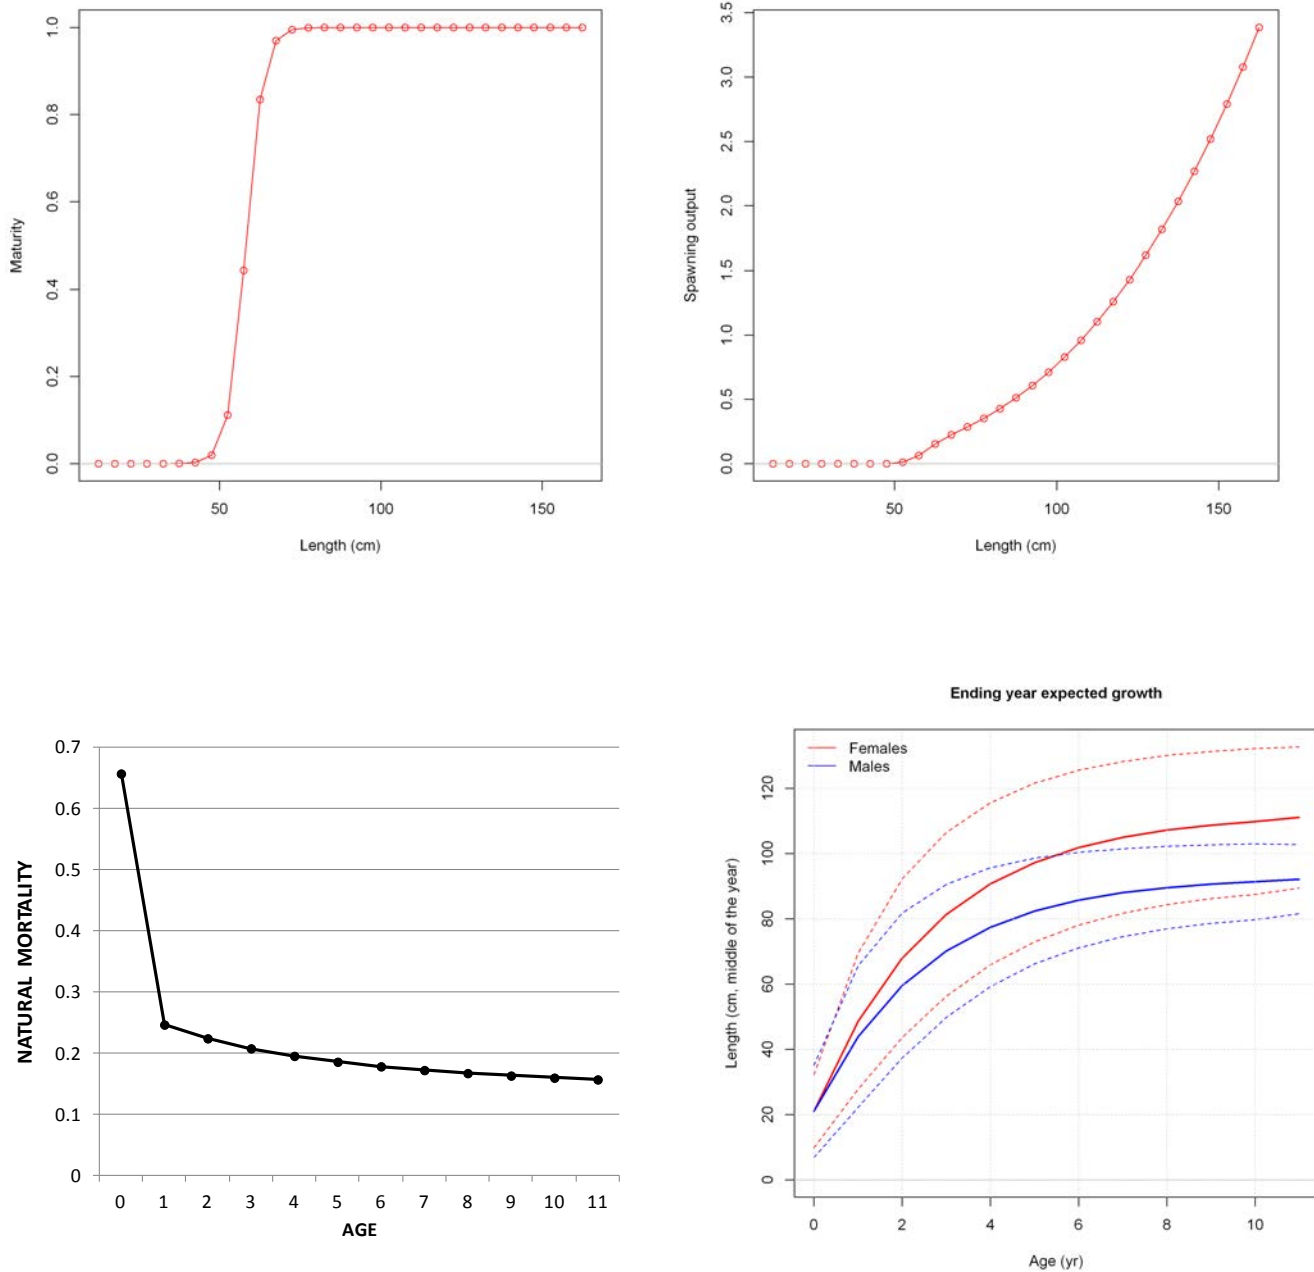 Maturity
0.0 0.2 0.4 0.6 0.8 1.0
50 100 150
Length (cm)
Spawning output
0.0 0.5 1.0 1.5 2.0 2.5 3.0 3.5
50 100 150
Length (cm)
NATURAL MORTALITY
0.7
0.6
0.5
0.4
0.3
0.2
0.1
0
0 1 2 3 4 5 6 7 8 9 10 11
AGE
Ending year expected growth
Females
Males
Length (cm, middle of the year)
0 20 40 60 80 100 120
0 2 4 6 8 10
Age (yr)